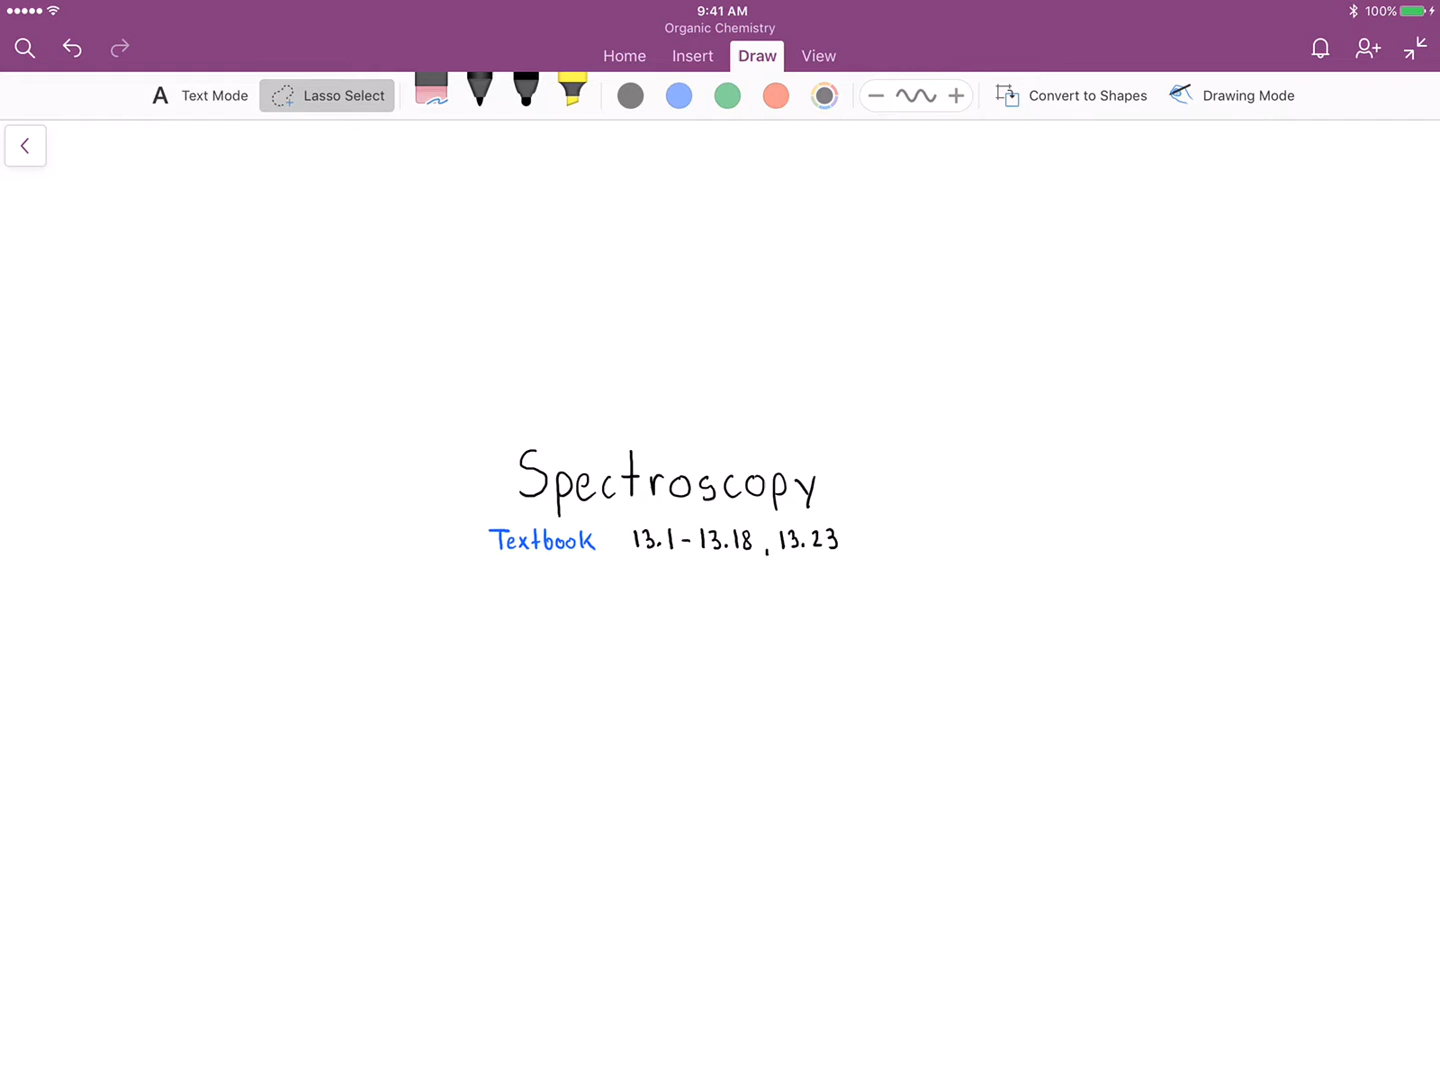 9:41 AM
100%
Organic Chemistry
Home Insert Draw View
A Text Mode Lasso Select Convert to Shapes Drawing Mode
Spectroscopy
Textbook 13.1 - 13.18, 13.23